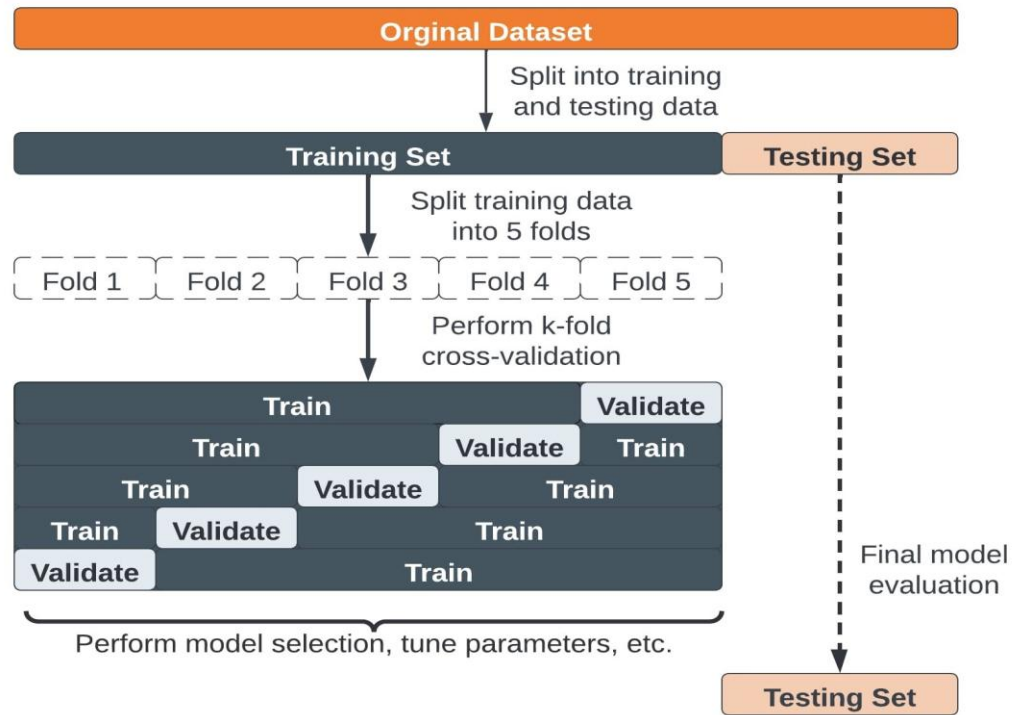 Orginal Dataset
Split into training
and testing data
Training Set
Testing Set
Split training data
into 5 folds
Fold 1
Fold 2
Fold 3
Fold 4
Fold 5
Perform k-fold
cross-validation
Train
Validate
Train
Validate
Train
Train
Validate
Train
Train
Validate
Train
Validate
Train
Final model
evaluation
Perform model selection, tune parameters, etc.
Testing Set